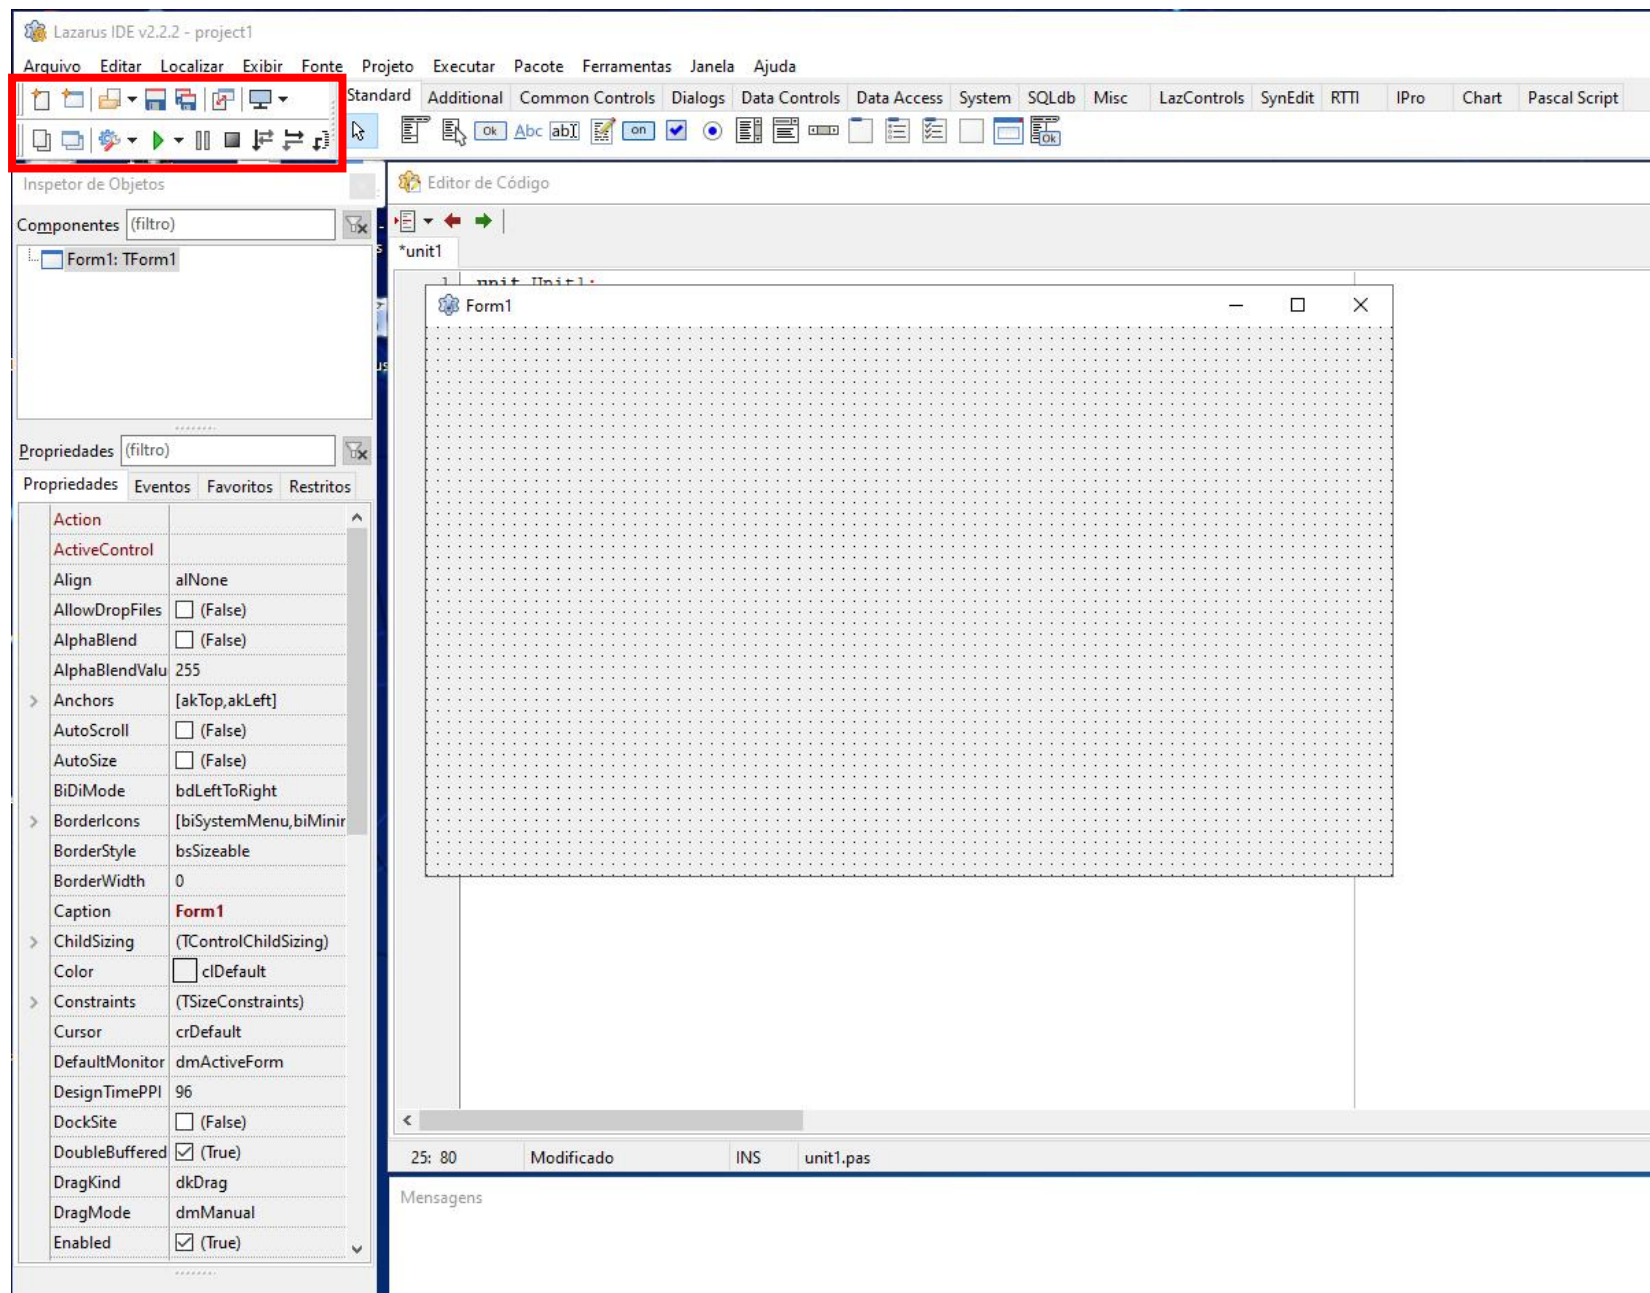 Lazarus IDE v2.2.2 - project1
Arquivo Editar Localizar Exibir Fonte Projeto Executar Pacote Ferramentas Janela Ajuda
Standard Additional Common Controls Dialogs Data Controls Data Access System SQLdb Misc LazControls SynEdit RTTI IPro Chart Pascal Script
Ok Abc abI on Ok
Inspetor de Objetos
Componentes (filtro)
Form1: TForm1
Propriedades (filtro)
Propriedades Eventos Favoritos Restritos
Action
ActiveControl
Align alNone
AllowDropFiles (False)
AlphaBlend (False)
AlphaBlendValu 255
Anchors [akTop,akLeft]
AutoScroll (False)
AutoSize (False)
BiDiMode bdLeftToRight
BorderIcons [biSystemMenu,biMinir
BorderStyle bsSizeable
BorderWidth 0
Caption Form1
ChildSizing (TControlChildSizing)
Color clDefault
Constraints (TSizeConstraints)
Cursor crDefault
DefaultMonitor dmActiveForm
DesignTimePPI 96
DockSite (False)
DoubleBuffered (True)
DragKind dkDrag
DragMode dmManual
Enabled (True)
Editor de Código
*unit1
1 unit Unit1;
Form1
25: 80 Modificado INS unit1.pas
Mensagens